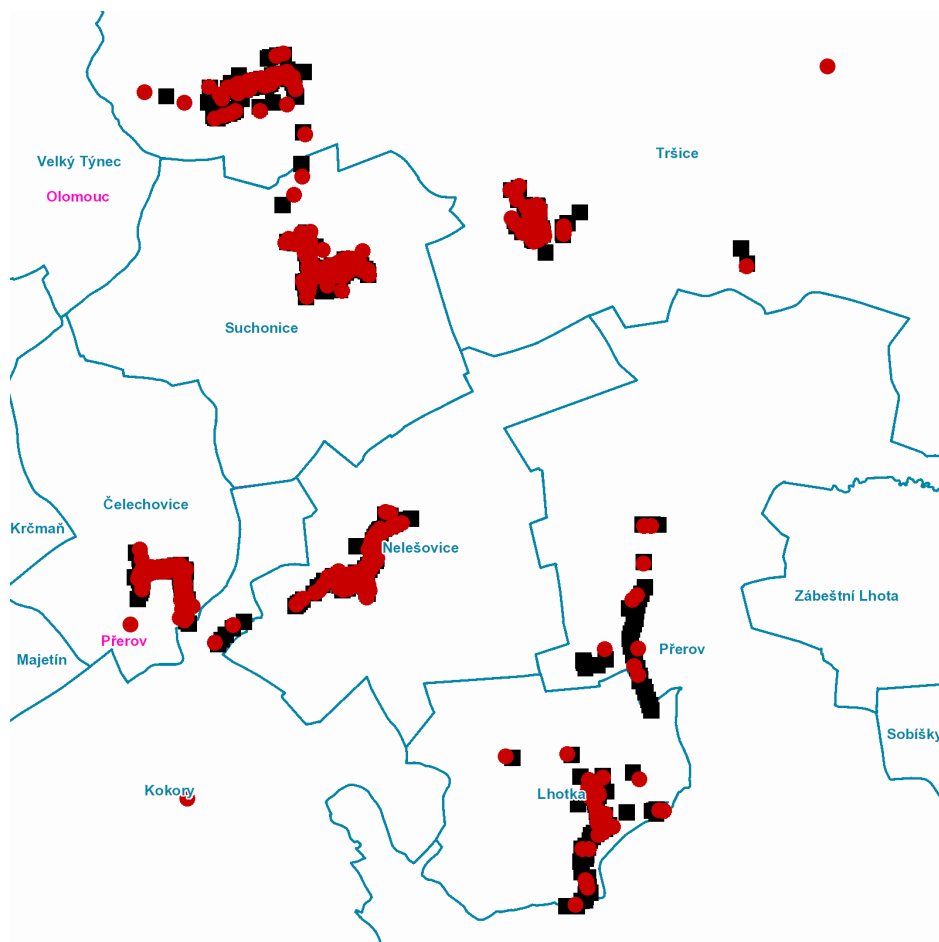 Tršice
Velký Týnec
Olomouc
Suchonice
Čelechovice
Krčmaň
Nelešovice
Zábeštní Lhota
Přerov
Přerov
Majetín
Sobíšky
Kokory
Lhotka